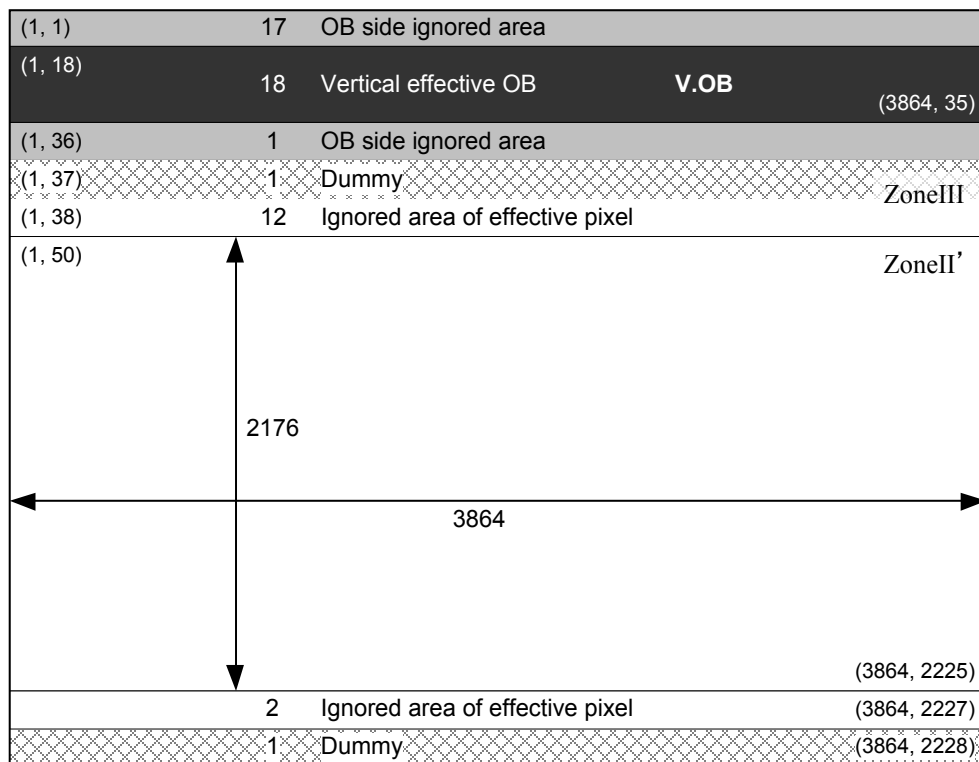 (1, 1) 17 OB side ignored area
(1, 18) 18 Vertical effective OB V.OB (3864, 35)
(1, 36) 1 OB side ignored area
(1, 37) 1 Dummy
ZoneIII
(1, 38) 12 Ignored area of effective pixel
(1, 50) ZoneII’
2176
3864
(3864, 2225)
2 Ignored area of effective pixel (3864, 2227)
1 Dummy (3864, 2228)